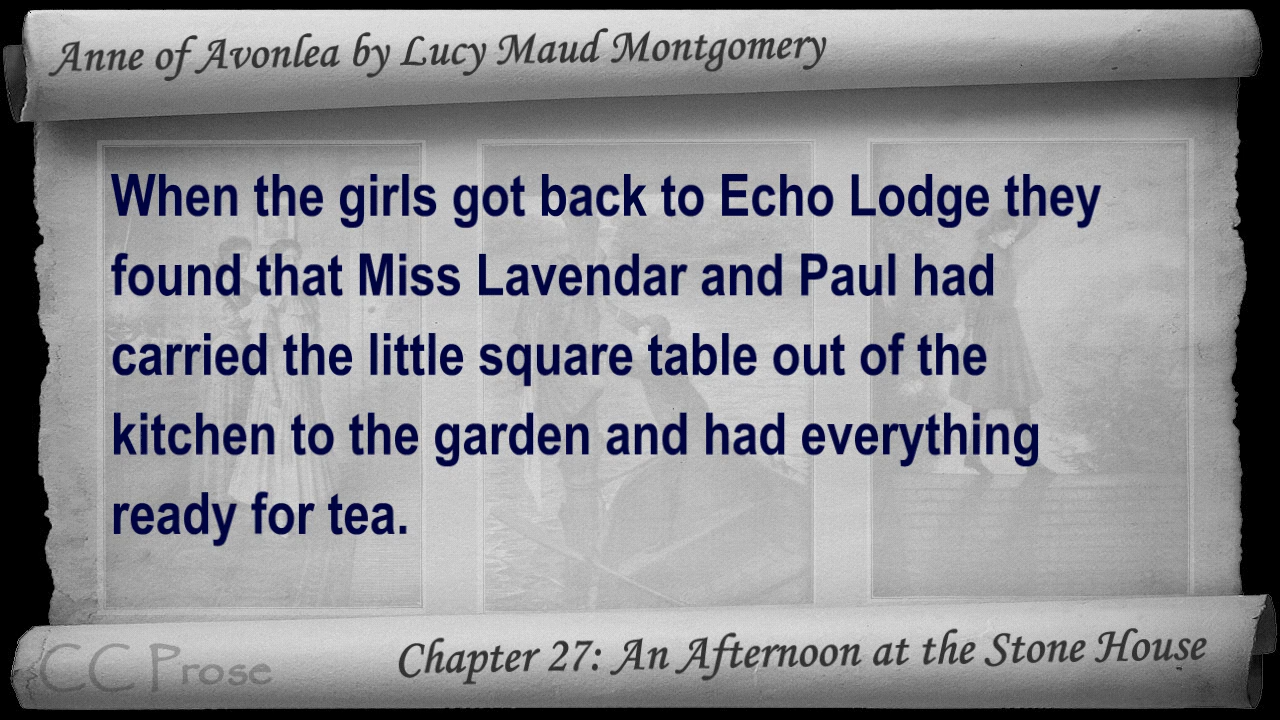 Anne of Avonlea by Lucy Maud Montgomery
When the girls got back to Echo Lodge they
found that Miss Lavendar and Paul had
carried the little square table out of the
kitchen to the garden and had everything
ready for tea.
CC Prose
Chapter 27: An Afternoon at the Stone House